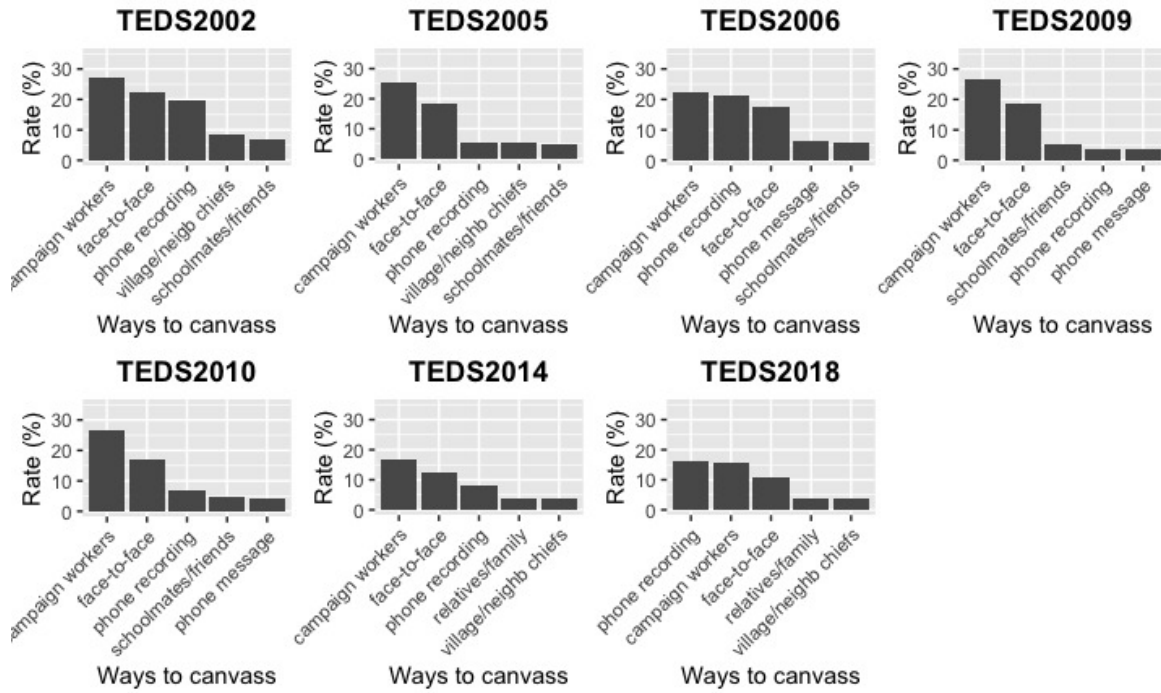 TEDS2002
Rate (%)
30
20
10
0
ampaign workers
face-to-face
phone recording
village/neigb chiefs
schoolmates/friends
Ways to canvass
TEDS2005
Rate (%)
30
20
10
0
campaign workers
face-to-face
phone recording
village/neighb chiefs
schoolmates/friends
Ways to canvass
TEDS2006
Rate (%)
30
20
10
0
campaign workers
phone recording
face-to-face
phone message
schoolmates/friends
Ways to canvass
TEDS2009
Rate (%)
30
20
10
0
campaign workers
face-to-face
schoolmates/friends
phone recording
phone message
Ways to canvass
TEDS2010
Rate (%)
30
20
10
0
ampaign workers
face-to-face
phone recording
schoolmates/friends
phone message
Ways to canvass
TEDS2014
Rate (%)
30
20
10
0
campaign workers
face-to-face
phone recording
relatives/family
village/neighb chiefs
Ways to canvass
TEDS2018
Rate (%)
30
20
10
0
phone recording
campaign workers
face-to-face
relatives/family
village/neighb chiefs
Ways to canvass